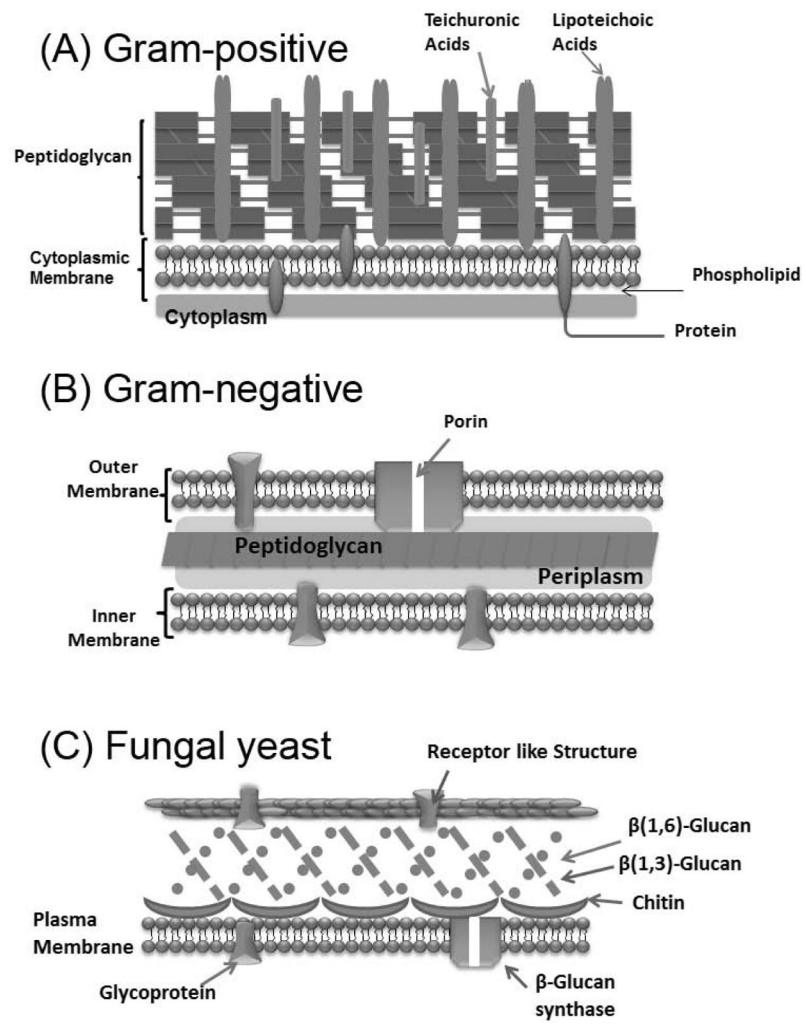 (A) Gram-positive
Teichuronic
Acids
Lipoteichoic
Acids
Peptidoglycan
Cytoplasmic
Membrane
Phospholipid
Cytoplasm
Protein
(B) Gram-negative
Porin
Outer
Membrane
Peptidoglycan
Periplasm
Inner
Membrane
(C) Fungal yeast
Receptor like Structure
β(1,6)-Glucan
β(1,3)-Glucan
Chitin
Plasma
Membrane
Glycoprotein
β-Glucan
synthase